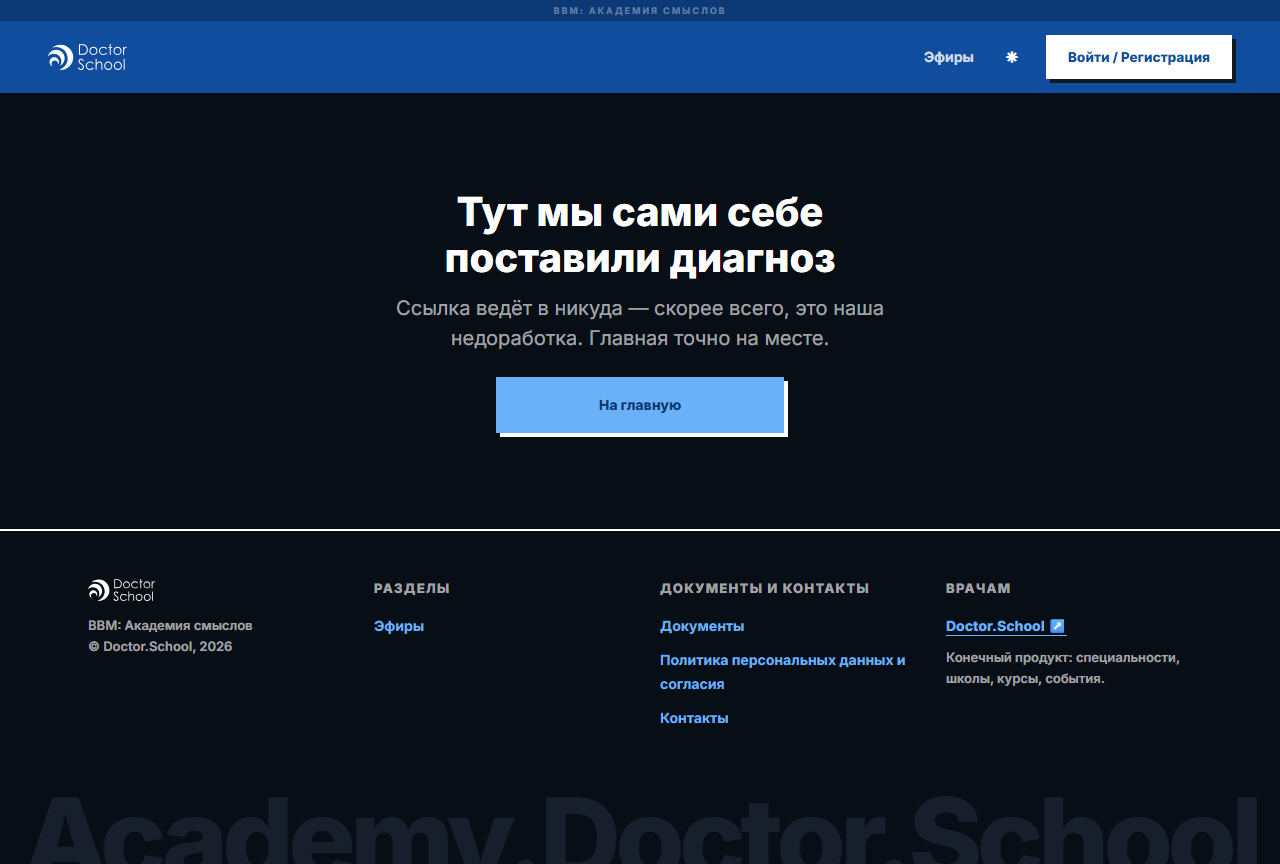 ВВМ: АКАДЕМИЯ СМЫСЛОВ
Doctor
School
Эфиры
Войти / Регистрация
Тут мы сами себе
поставили диагноз
Ссылка ведёт в никуда — скорее всего, это наша
недоработка. Главная точно на месте.
На главную
Doctor
School
ВВМ: Академия смыслов
© Doctor.School, 2026
РАЗДЕЛЫ
Эфиры
ДОКУМЕНТЫ И КОНТАКТЫ
Документы
Политика персональных данных и
согласия
Контакты
ВРАЧАМ
Doctor.School ↗
Конечный продукт: специальности,
школы, курсы, события.
Academy.Doctor.School